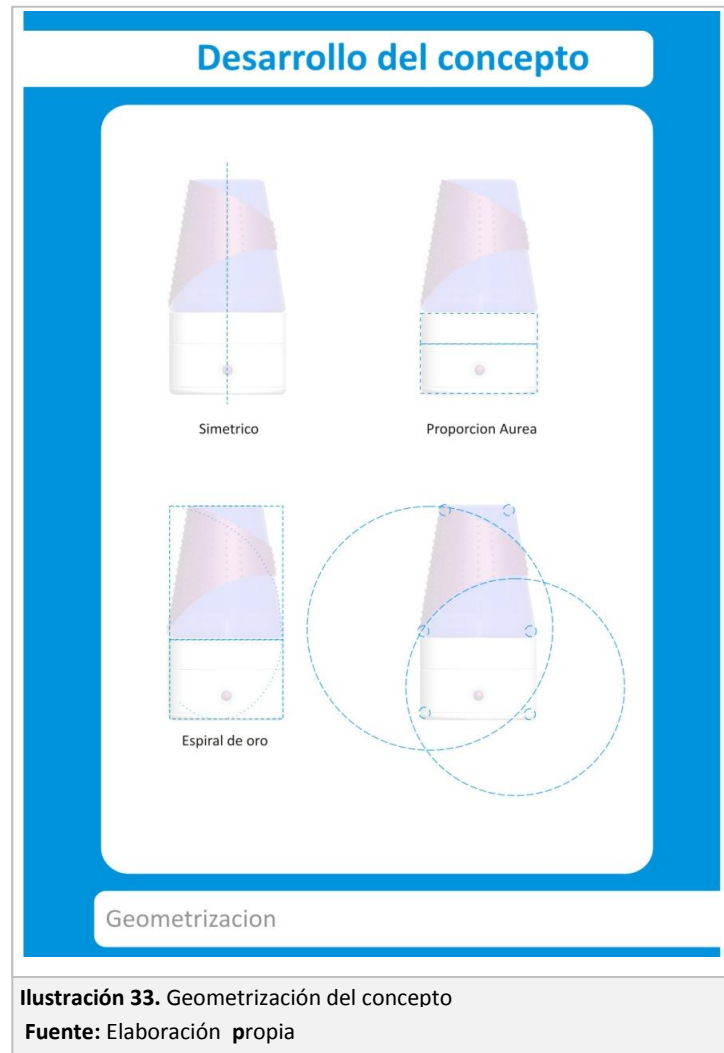 Desarrollo del concepto
Simetrico
Proporcion Aurea
Espiral de oro
Geometrizacion
Ilustración 33. Geometrización del concepto
Fuente: Elaboración propia